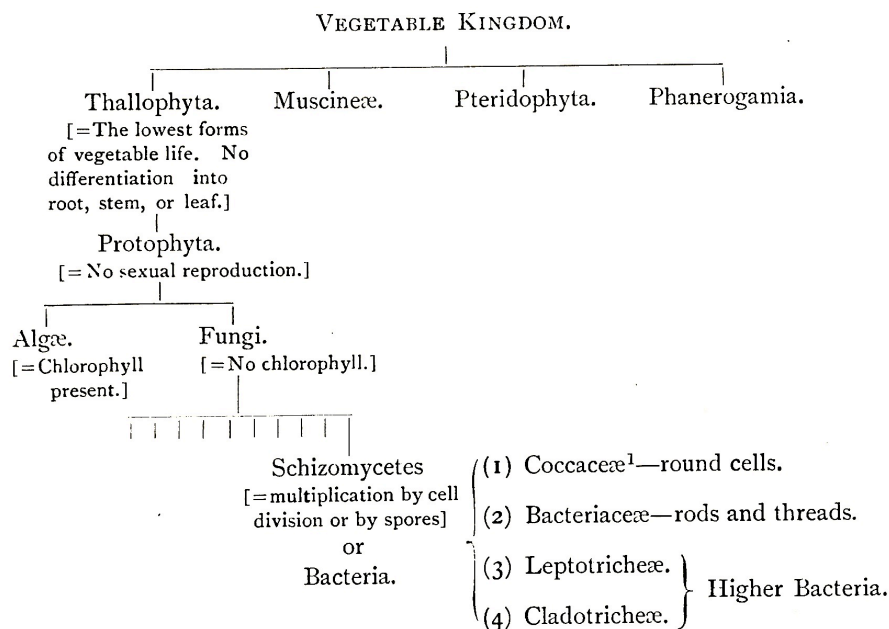 VEGETABLE KINGDOM.
Thallophyta. Muscineæ. Pteridophyta. Phanerogamia.
[=The lowest forms
of vegetable life. No
differentiation into
root, stem, or leaf.]
Protophyta.
[=No sexual reproduction.]
Algæ. Fungi.
[=Chlorophyll
present.]
[=No chlorophyll.]
Schizomycetes
[=multiplication by cell
division or by spores]
or
Bacteria.
(1) Coccaceæ¹—round cells.
(2) Bacteriaceæ—rods and threads.
(3) Leptotricheæ.
(4) Cladotricheæ.
Higher Bacteria.